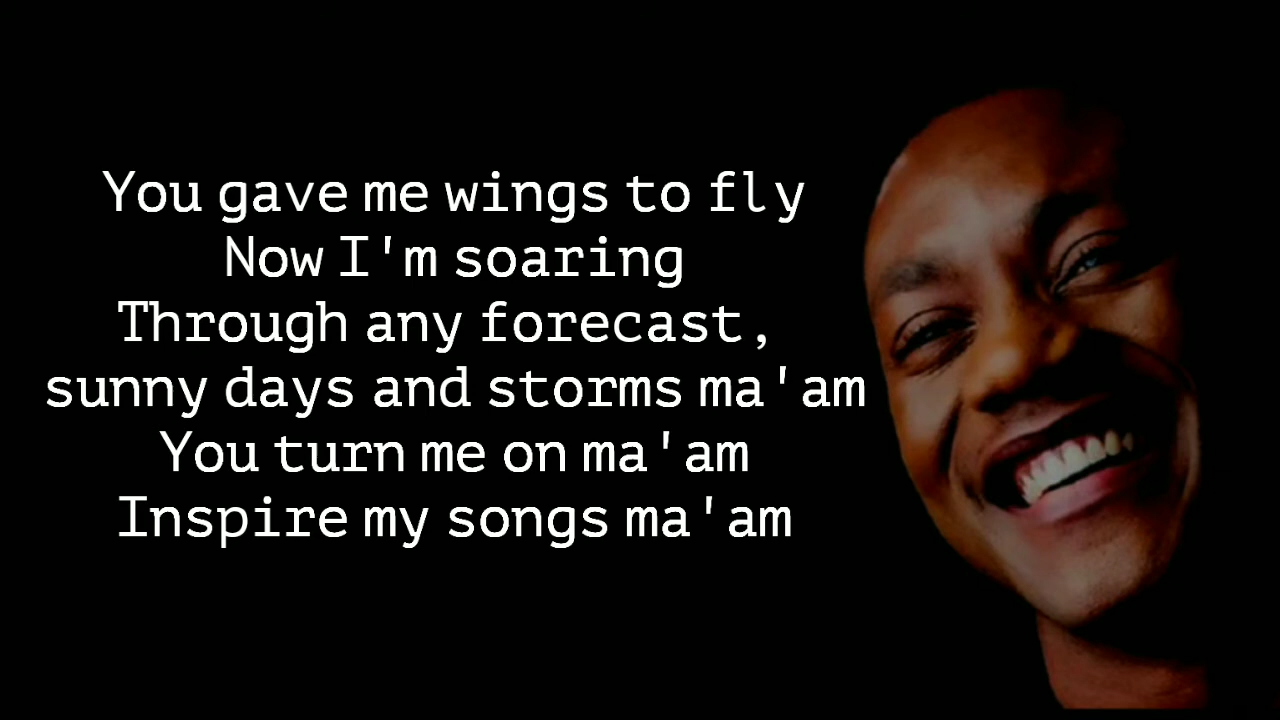 You gave me wings to fly
Now I'm soaring
Through any forecast,
sunny days and storms ma'am
You turn me on ma'am
Inspire my songs ma'am